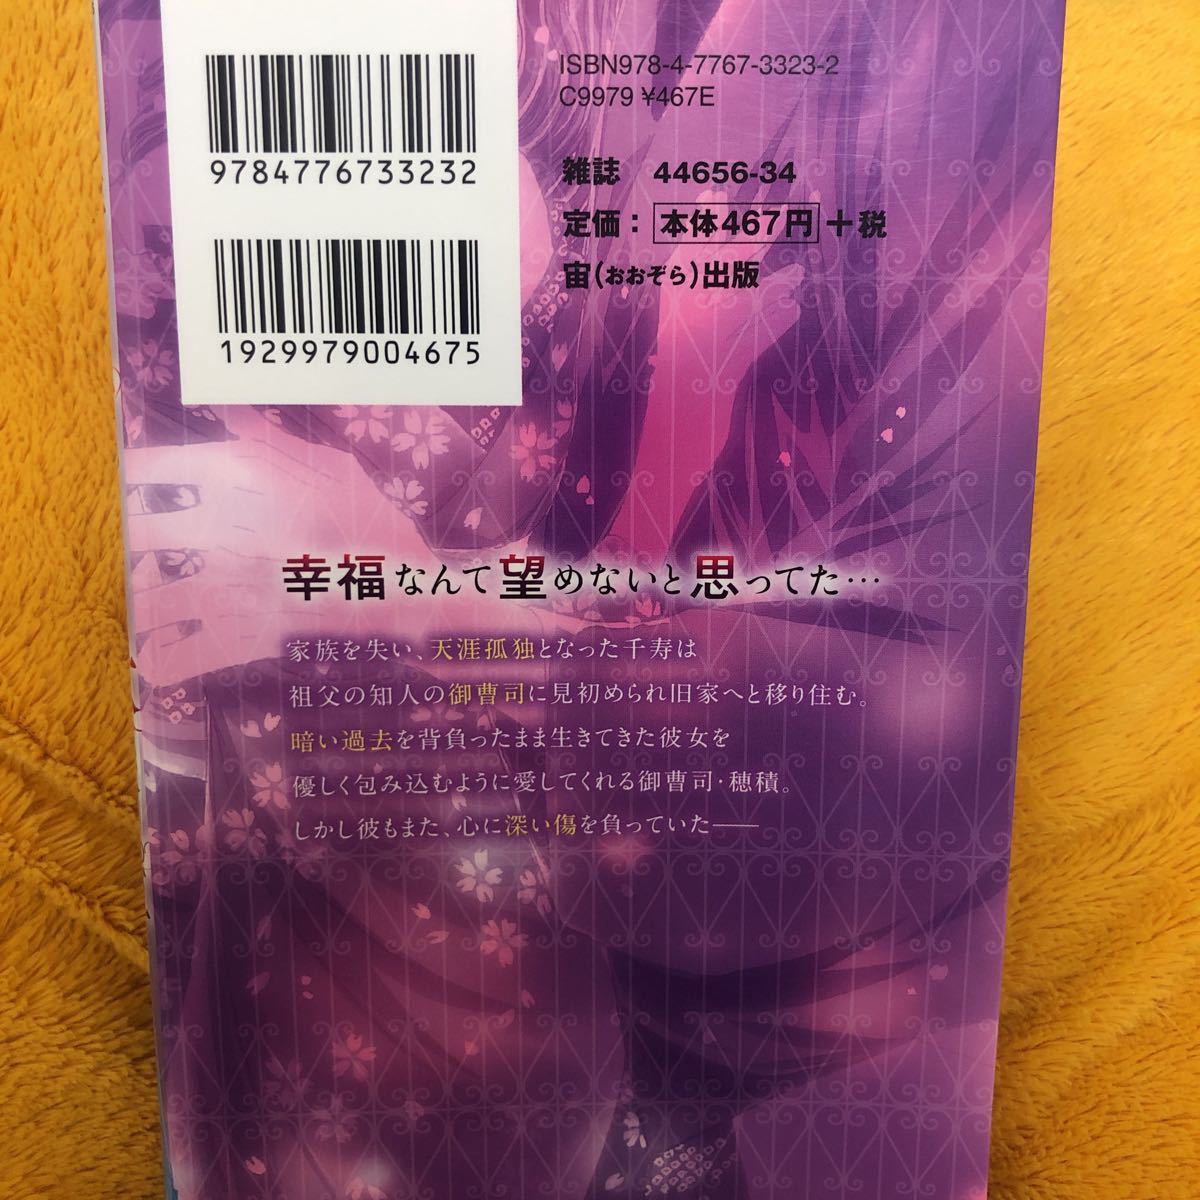 9784776733232
1929979004675
ISBN978-4-7767-3323-2
C9979 ¥467E
雑誌 44656-34
定価：本体467円＋税
宙（おおぞら）出版
幸福なんて望めないと思ってた…
家族を失い、天涯孤独となった千寿は
祖父の知人の御曹司に見初められ旧家へと移り住む。
暗い過去を背負ったまま生きてきた彼女を
優しく包み込むように愛してくれる御曹司・穂積。
しかし彼もまた、心に深い傷を負っていた――